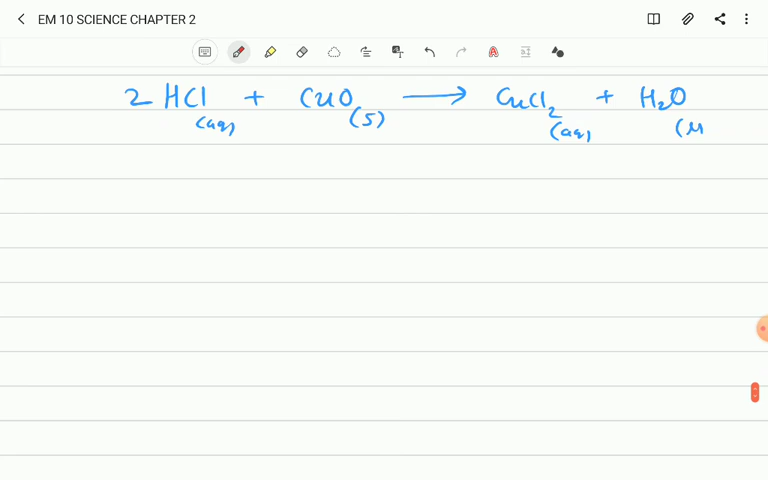 EM 10 SCIENCE CHAPTER 2
2 HCl + CuO ⟶ CuCl₂ + H₂O
(aq) (s) (aq)